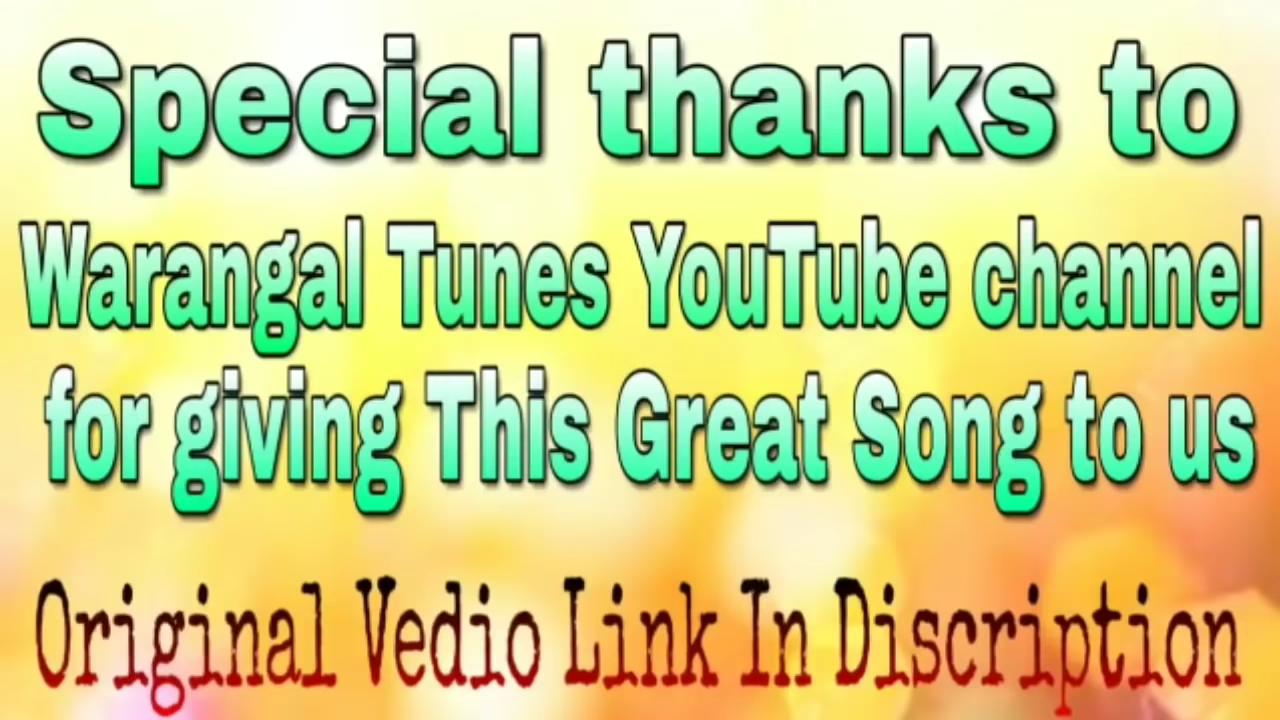 Special thanks to
Warangal Tunes YouTube channel
for giving This Great Song to us
Original Vedio Link In Discription